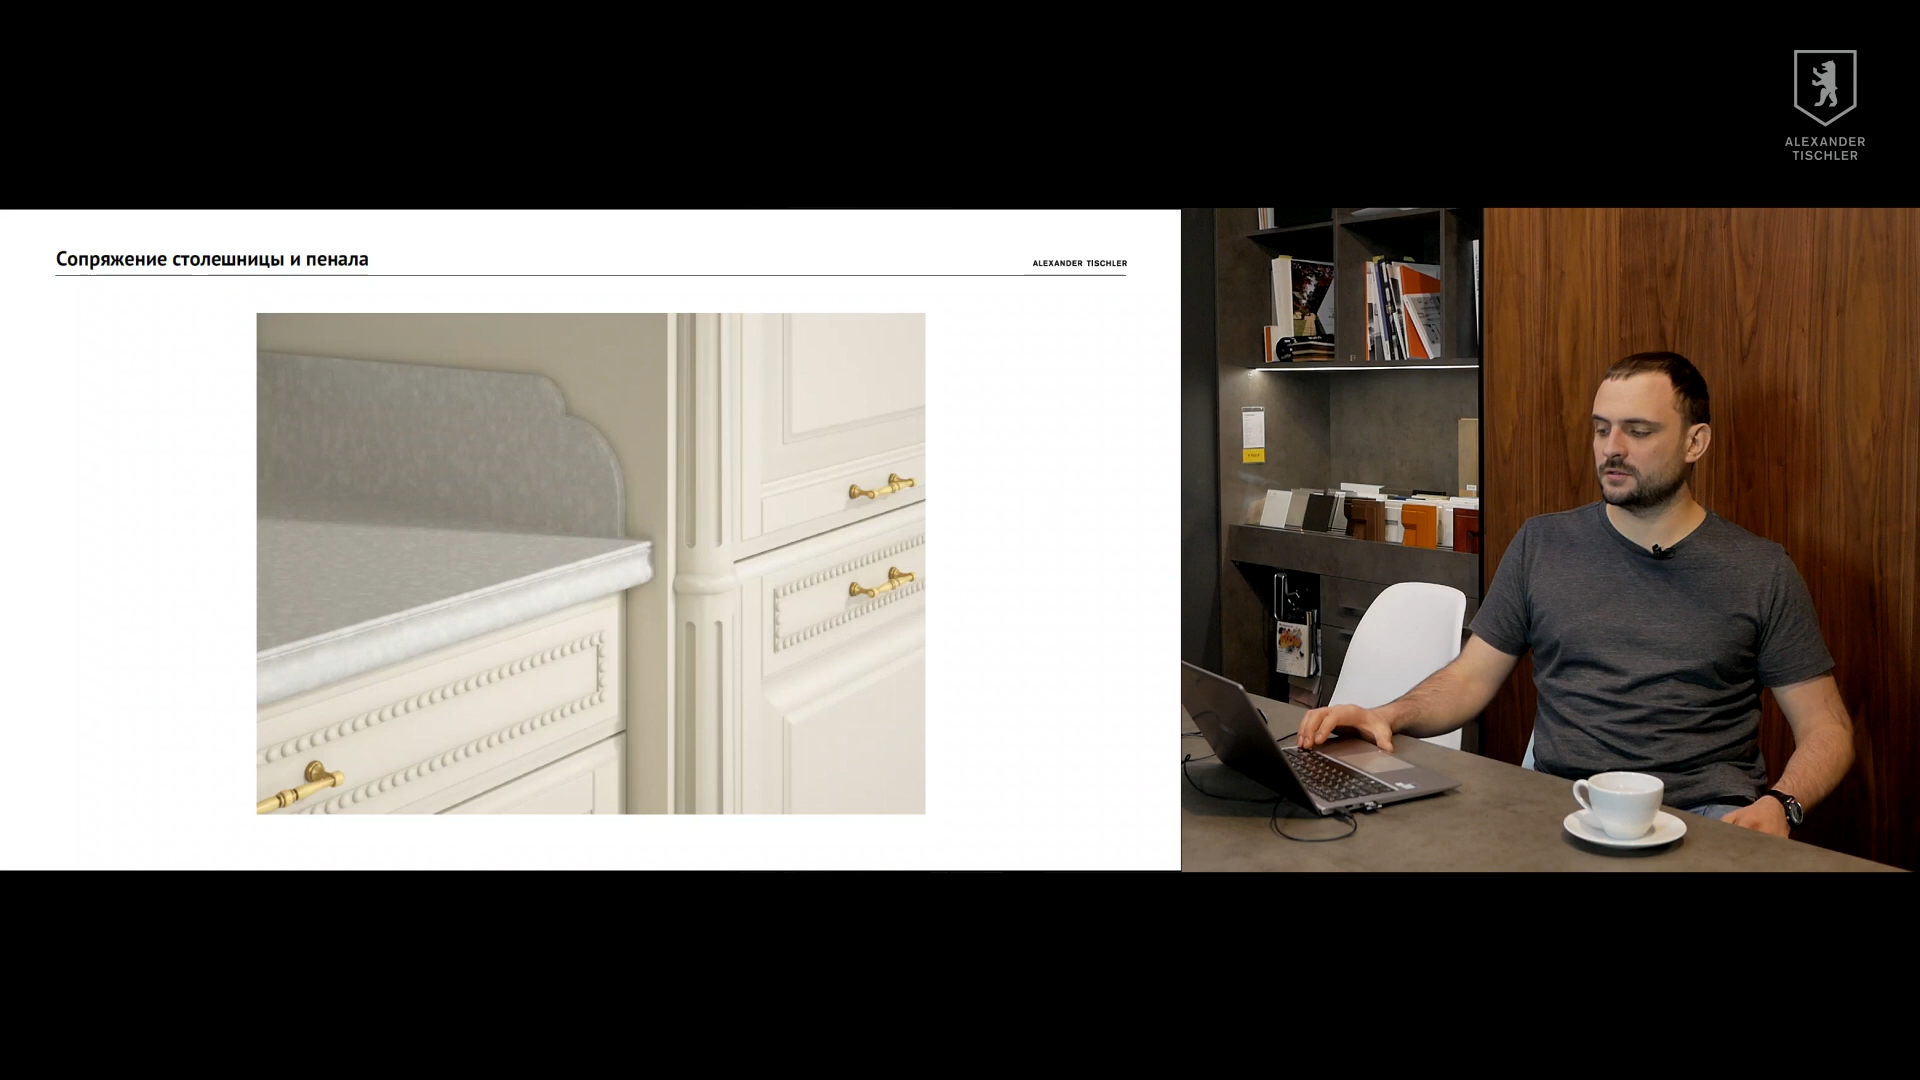 ALEXANDER
TISCHLER
Сопряжение столешницы и пенала
ALEXANDER TISCHLER